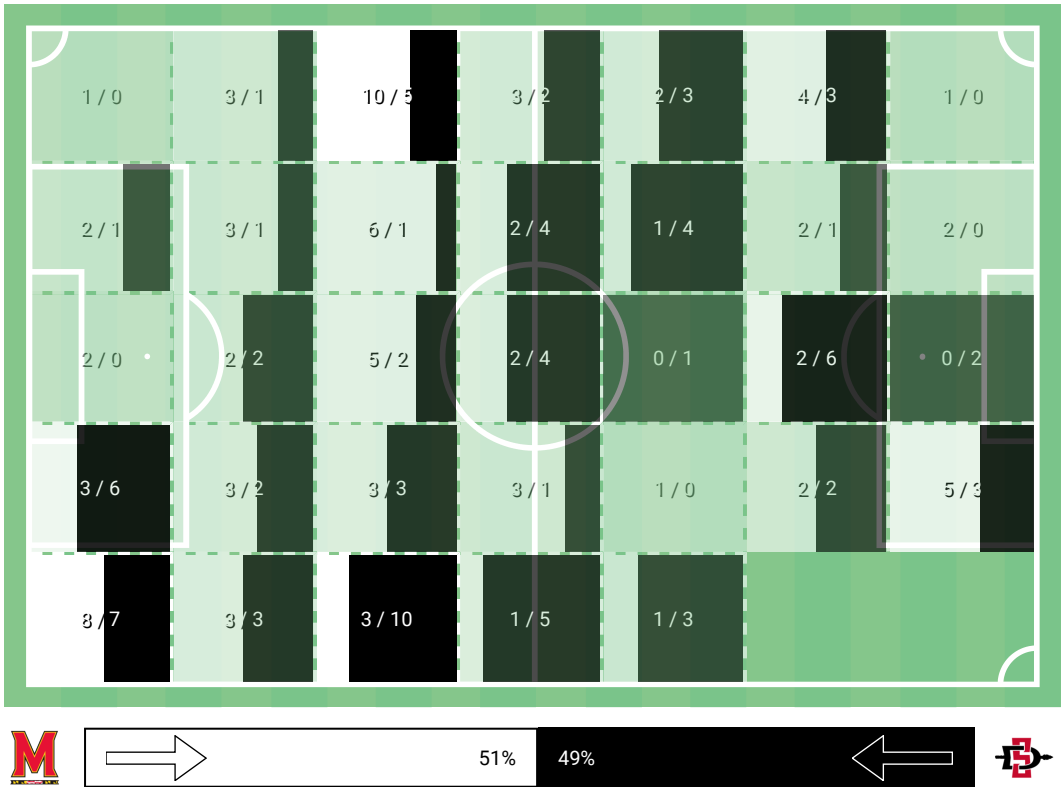 1 / 0 3 / 1 10 / 5 3 / 2 2 / 3 4 / 3 1 / 0
2 / 1 3 / 1 6 / 1 2 / 4 1 / 4 2 / 1 2 / 0
2 / 0 2 / 2 5 / 2 2 / 4 0 / 1 2 / 6 0 / 2
3 / 6 3 / 2 3 / 3 3 / 1 1 / 0 2 / 2 5 / 3
8 / 7 3 / 3 3 / 10 1 / 5 1 / 3
M 51% 49% SD